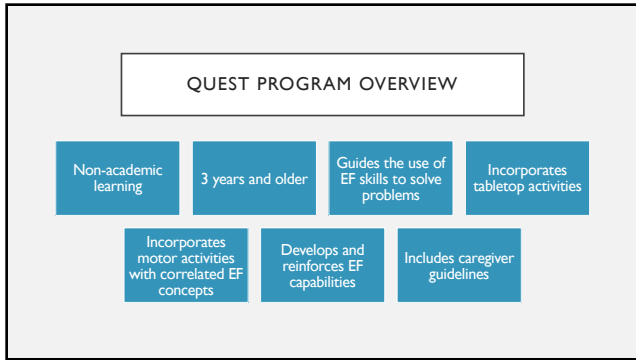 QUEST PROGRAM OVERVIEW
Non-academic
learning
3 years and older
Guides the use of
EF skills to solve
problems
Incorporates
tabletop activities
Incorporates
motor activities
with correlated EF
concepts
Develops and
reinforces EF
capabilities
Includes caregiver
guidelines